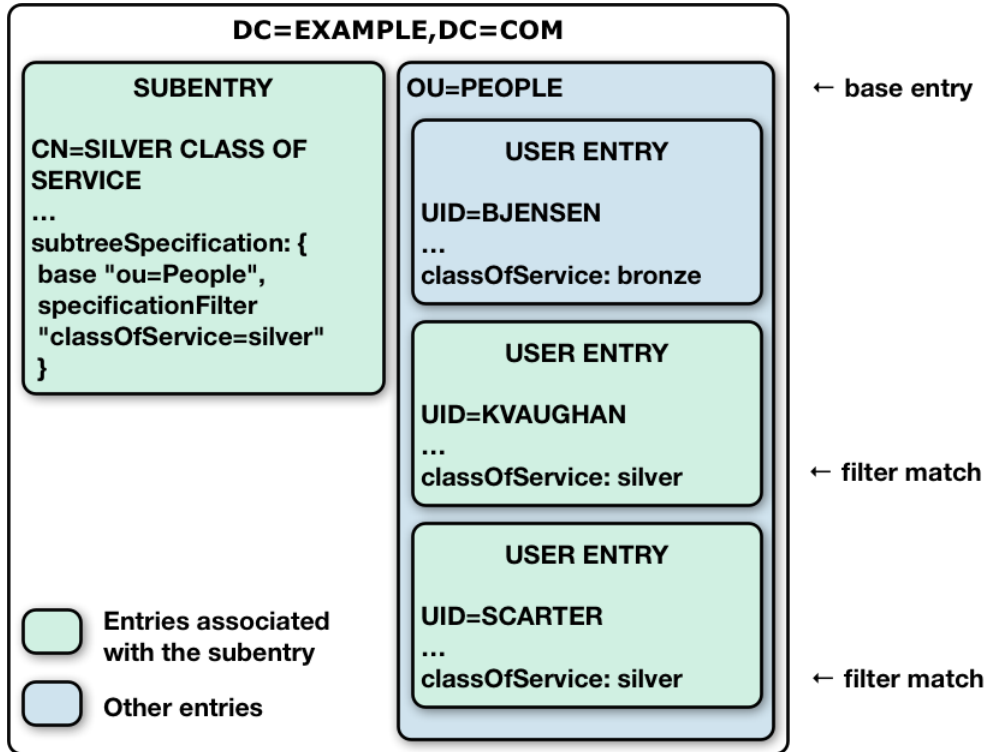 DC=EXAMPLE,DC=COM
SUBENTRY
CN=SILVER CLASS OF
SERVICE
...
subtreeSpecification: {
base "ou=People",
specificationFilter
"classOfService=silver"
}
OU=PEOPLE
← base entry
USER ENTRY
UID=BJENSEN
...
classOfService: bronze
USER ENTRY
UID=KVAUGHAN
...
classOfService: silver
← filter match
USER ENTRY
UID=SCARTER
...
classOfService: silver
← filter match
Entries associated
with the subentry
Other entries